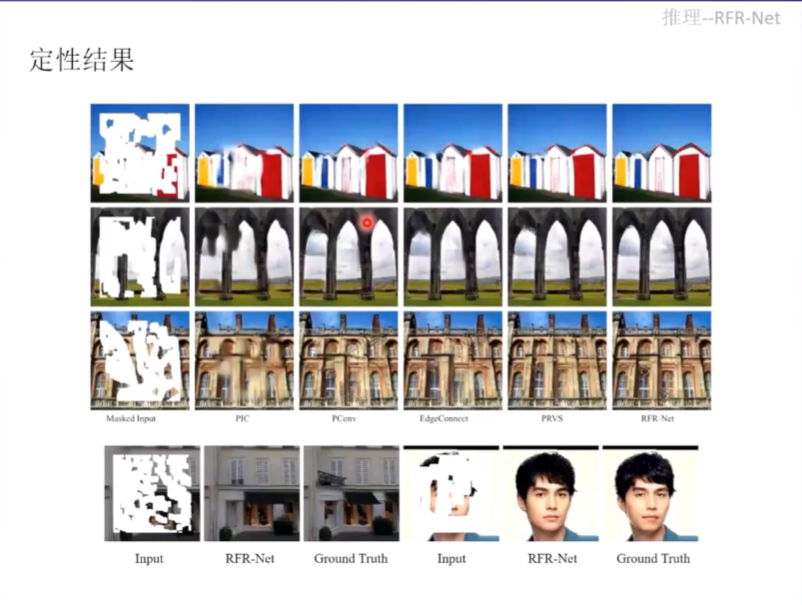 推理--RFR-Net
定性结果
Masked Input PIC PConv EdgeConnect PRVS RFR-Net
Input RFR-Net Ground Truth Input RFR-Net Ground Truth